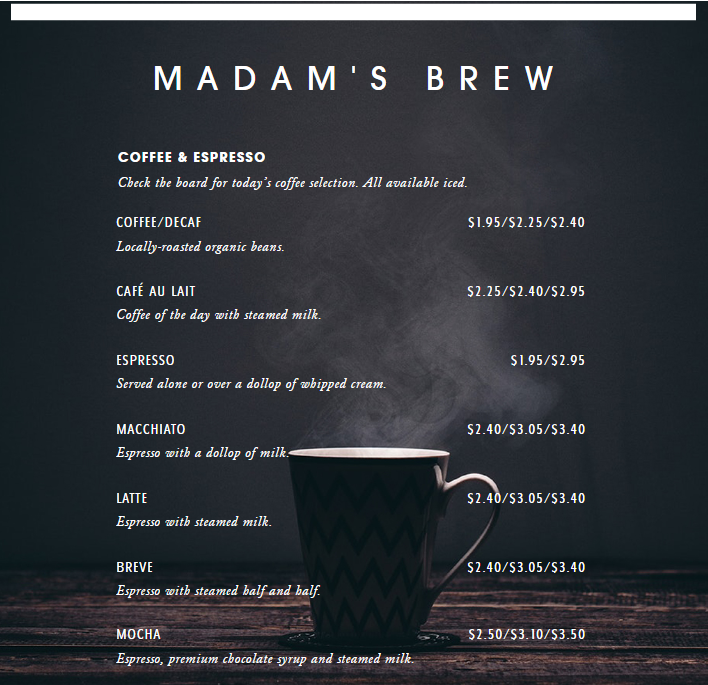 MADAM'S BREW
COFFEE & ESPRESSO
Check the board for today's coffee selection. All available iced.
COFFEE/DECAF $1.95/$2.25/$2.40
Locally-roasted organic beans.
CAFÉ AU LAIT $2.25/$2.40/$2.95
Coffee of the day with steamed milk.
ESPRESSO $1.95/$2.95
Served alone or over a dollop of whipped cream.
MACCHIATO $2.40/$3.05/$3.40
Espresso with a dollop of milk.
LATTE $2.40/$3.05/$3.40
Espresso with steamed milk.
BREVE $2.40/$3.05/$3.40
Espresso with steamed half and half.
MOCHA $2.50/$3.10/$3.50
Espresso, premium chocolate syrup and steamed milk.